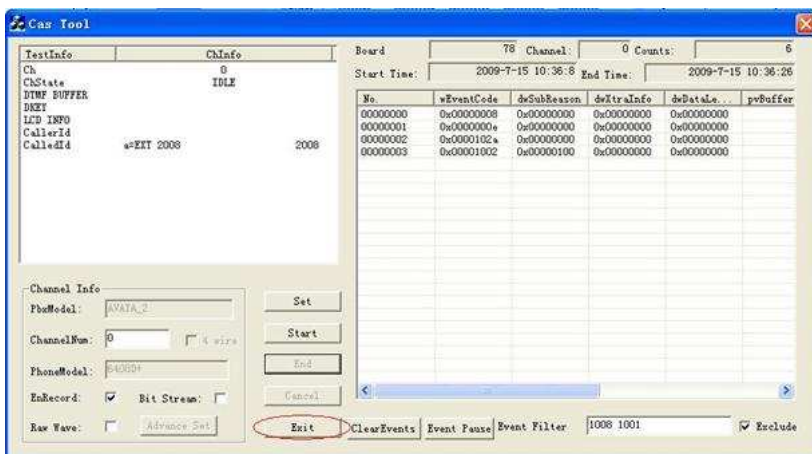 Cas Tool
TestInfo ChInfo
Ch 0
ChState IDLE
DTMF BUFFER
DKEY
LCD INFO
CallerId
CalledId a=EXT 2008 2008
Board 78 Channel: 0 Counts: 6
Start Time: 2009-7-15 10:36:8 End Time: 2009-7-15 10:36:26
No. wEventCode dwSubReason dwXtraInfo dwDataLe... pvBuffer
00000000 0x00000008 0x00000000 0x00000000 0x00000000
00000001 0x0000000e 0x00000000 0x00000000 0x00000000
00000002 0x0000102a 0x00000000 0x00000000 0x00000000
00000003 0x00001002 0x00000100 0x00000000 0x00000000
Channel Info
PbxModel: AVAYA_2
ChannelNum: 0 4 wire
PhoneModel: 6408D+
EnRecord: Bit Stream:
Raw Wave: Advance Set
Set
Start
End
Cancel
Exit
ClearEvents Event Pause Event Filter 1008 1001 Exclude